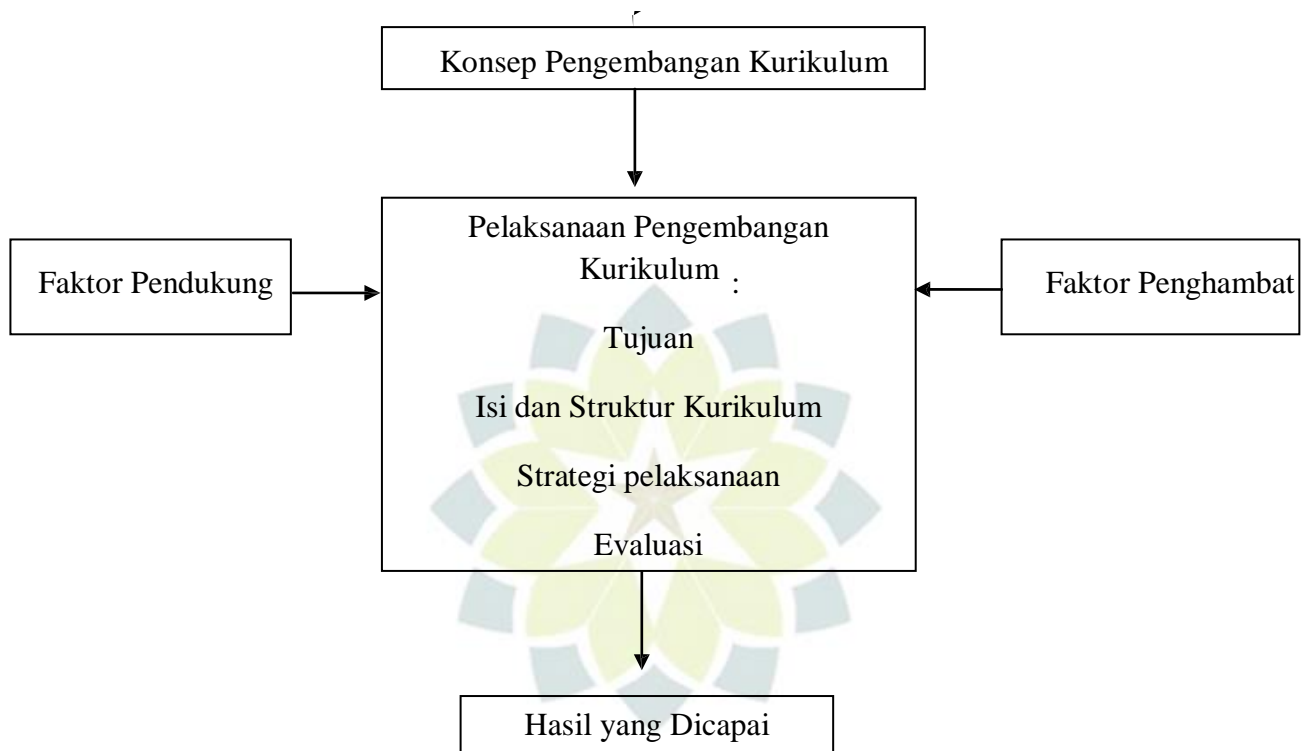 Konsep Pengembangan Kurikulum
Pelaksanaan Pengembangan
Kurikulum :
Faktor Pendukung
Faktor Penghambat
Tujuan
Isi dan Struktur Kurikulum
Strategi pelaksanaan
Evaluasi
Hasil yang Dicapai